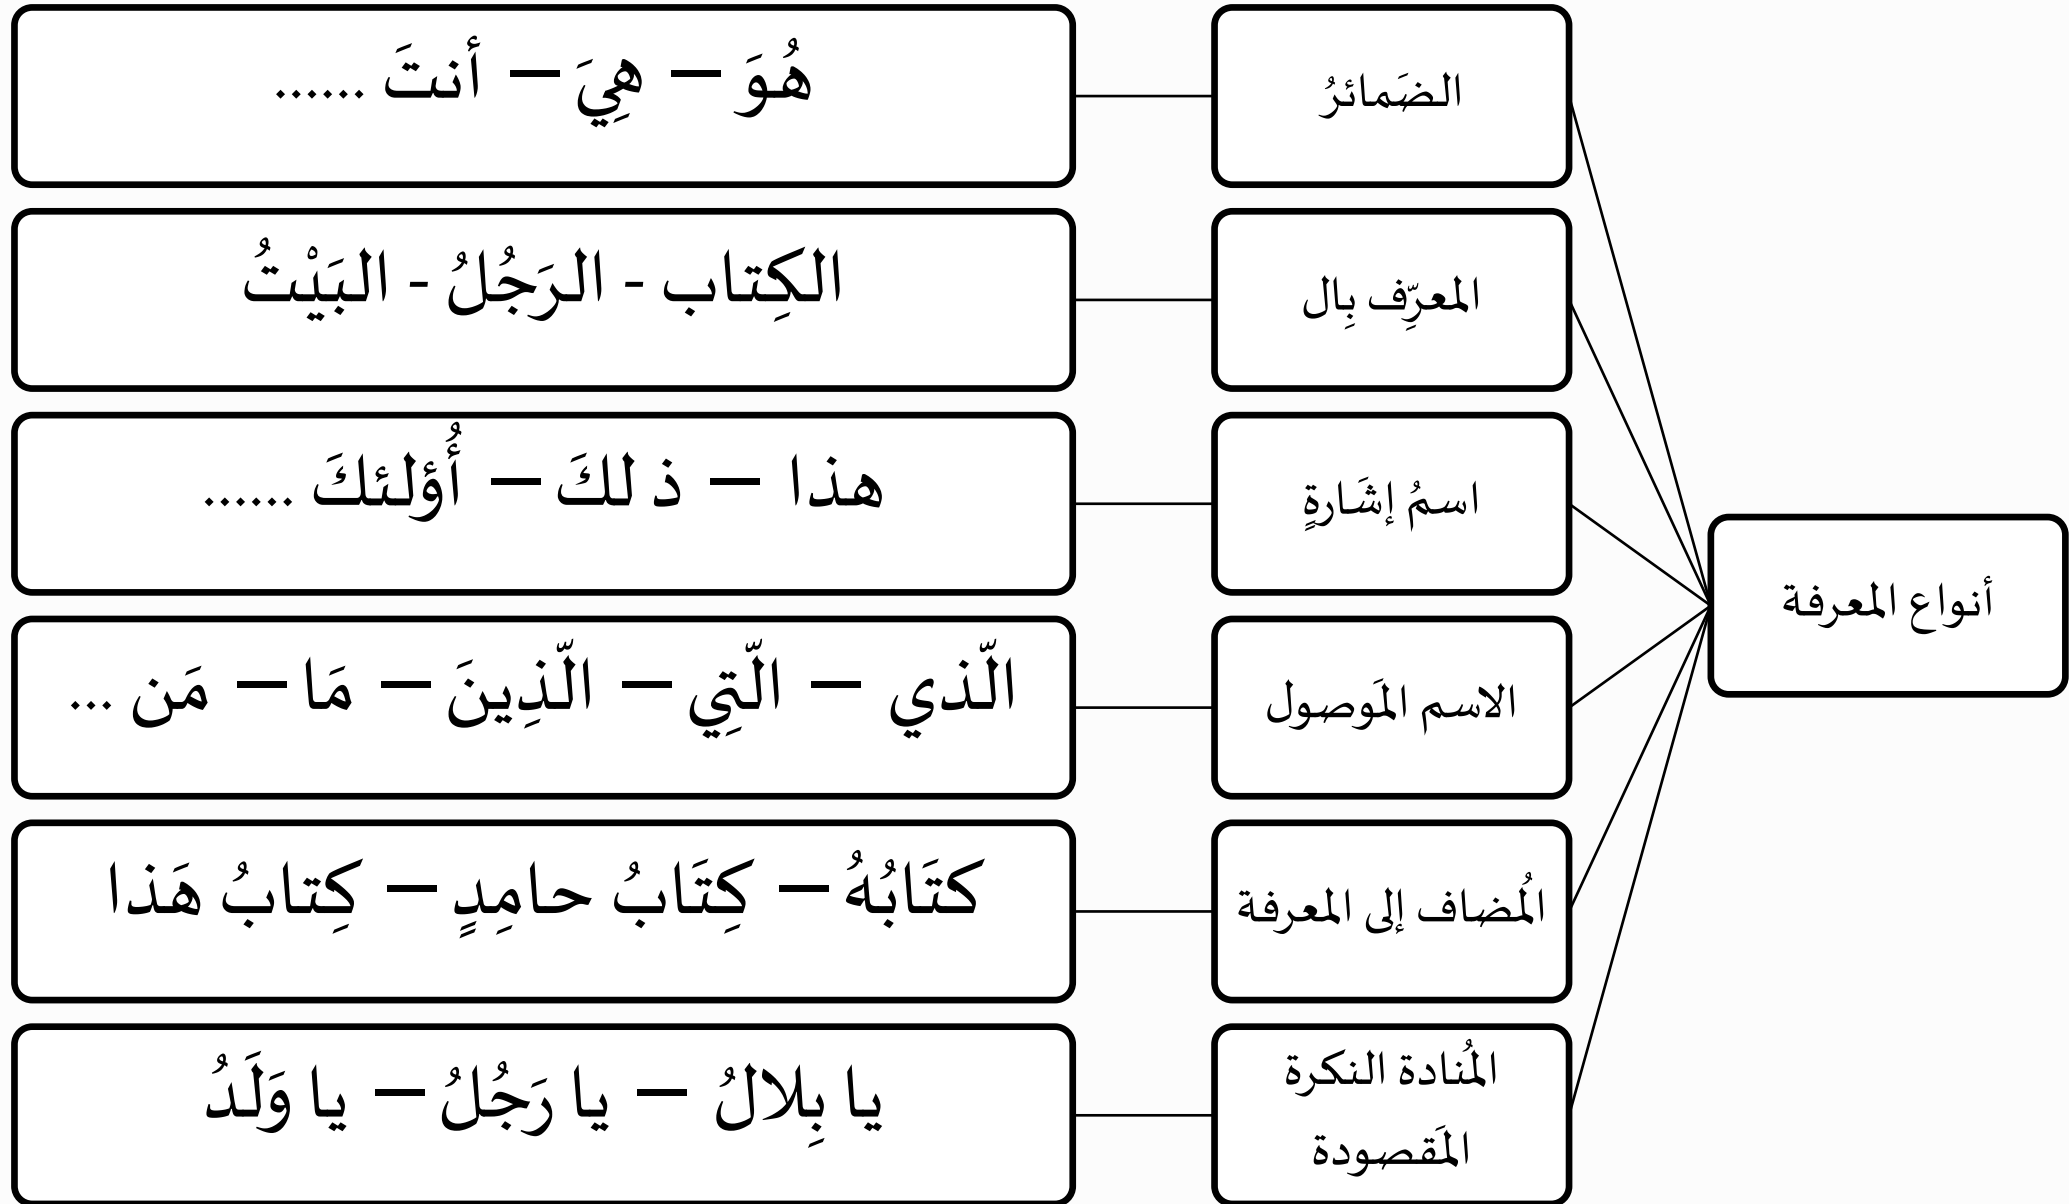 أنواع المعرفة
الضَمائرُ
هُوَ – هِيَ – أنتَ ......
المعرِّف بِال
الكِتاب - الرَجُلُ - البَيْتُ
اسمُ إشَارةٍ
هذا – ذ لكَ – أُؤلئكَ ......
الاسم المَوصول
الّذي – الّتِي – الّذِينَ – مَا – مَن ...
المُضاف إلى المعرفة
كتَابُهُ – كِتَابُ حامِدٍ – كِتابُ هَذا
المُنادة النكرة
المَقصودة
يا بِلالُ – يا رَجُلُ – يا وَلَدُ